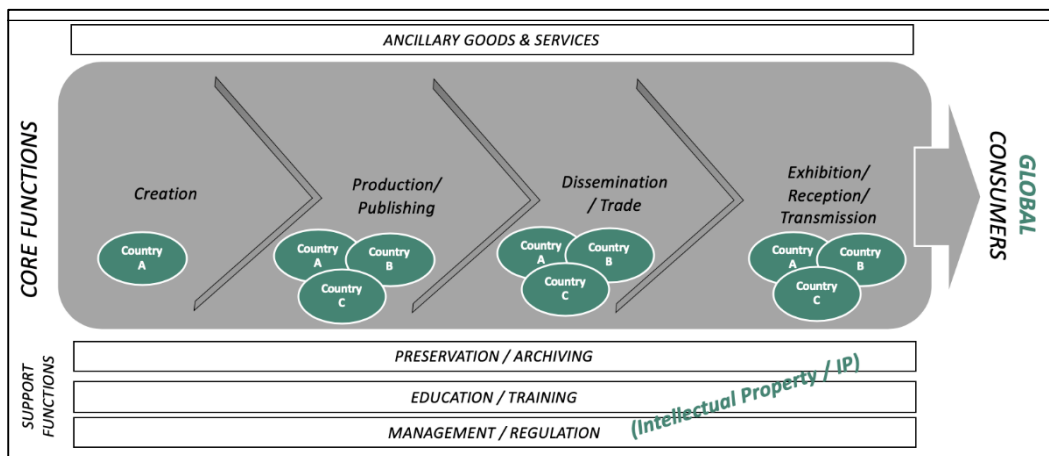 ANCILLARY GOODS & SERVICES
CORE FUNCTIONS
Creation
Country
A
Production/
Publishing
Country
A
Country
B
Country
C
Dissemination
/ Trade
Country
A
Country
B
Country
C
Exhibition/
Reception/
Transmission
Country
A
Country
B
Country
C
GLOBAL
CONSUMERS
SUPPORT
FUNCTIONS
PRESERVATION / ARCHIVING
EDUCATION / TRAINING
MANAGEMENT / REGULATION
(Intellectual Property / IP)